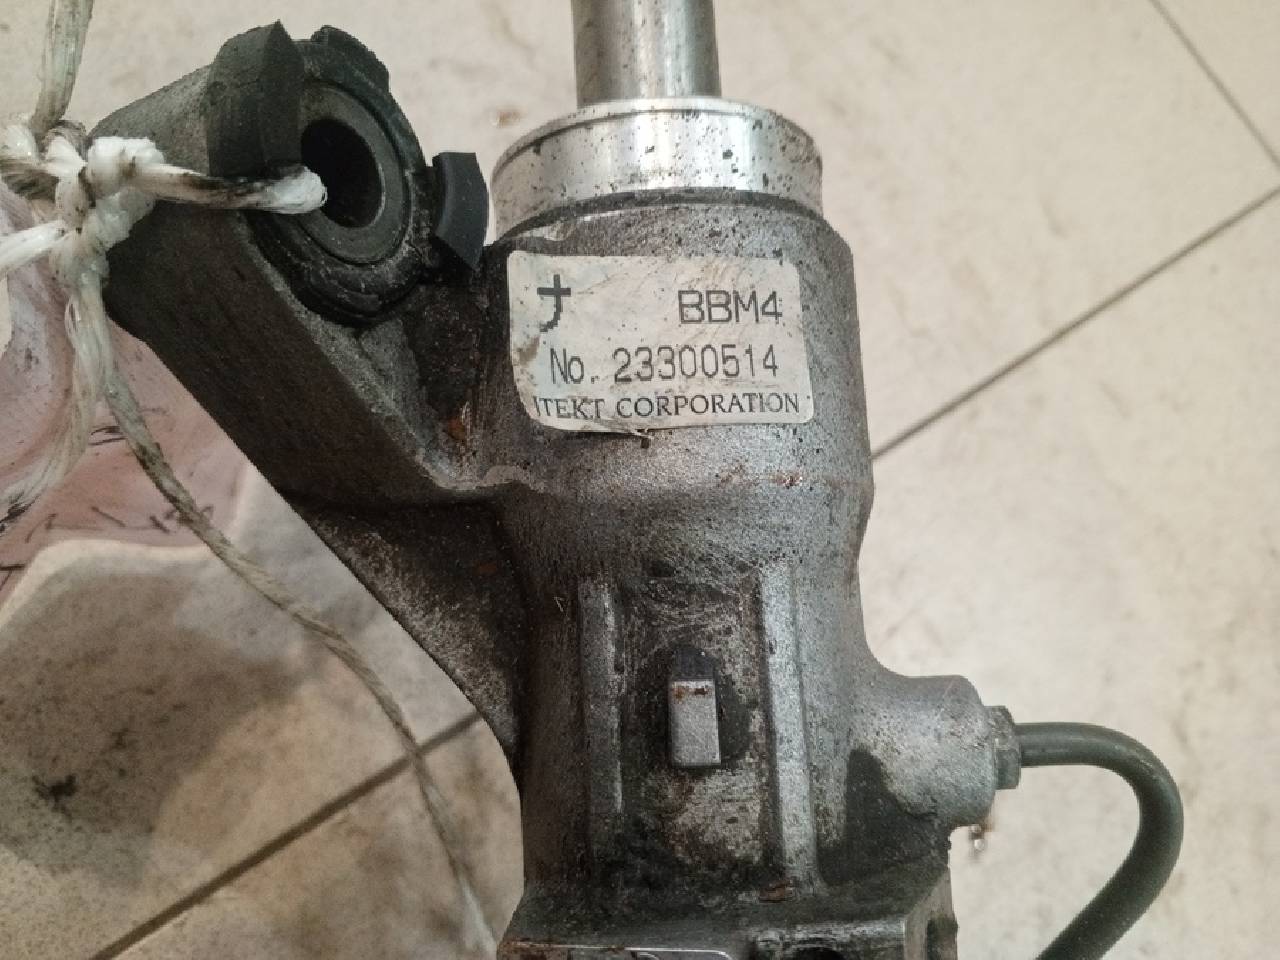 BBM4
No. 23300514
JTEKT CORPORATION